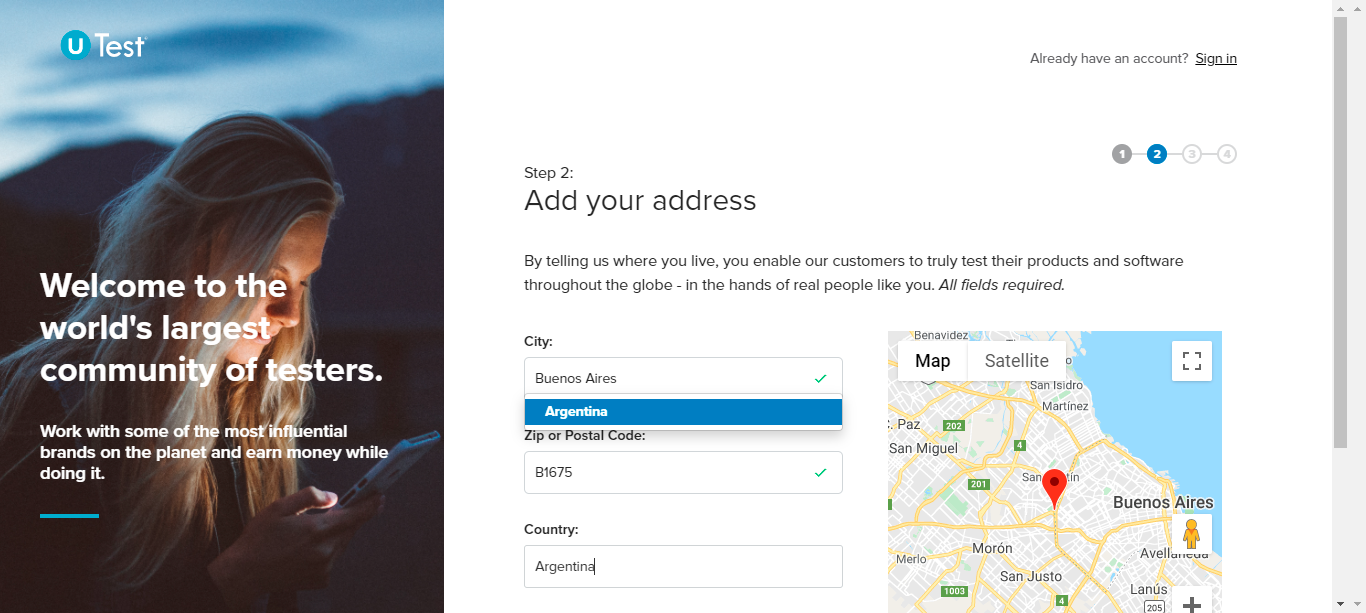 U Test
Already have an account? Sign in
1 2 3 4
Step 2:
Add your address
By telling us where you live, you enable our customers to truly test their products and software
throughout the globe - in the hands of real people like you. All fields required.
Welcome to the
world's largest
community of testers.
Work with some of the most influential
brands on the planet and earn money while
doing it.
City:
Buenos Aires
Argentina
Zip or Postal Code:
B1675
Country:
Argentina
Benavidez
Map
Satellite
San Isidro
Martínez
C. Paz
202
4
San Miguel
201
Buenos Aires
Morón
Merlo
Avellaneda
San Justo
1003
Lanús
4
205